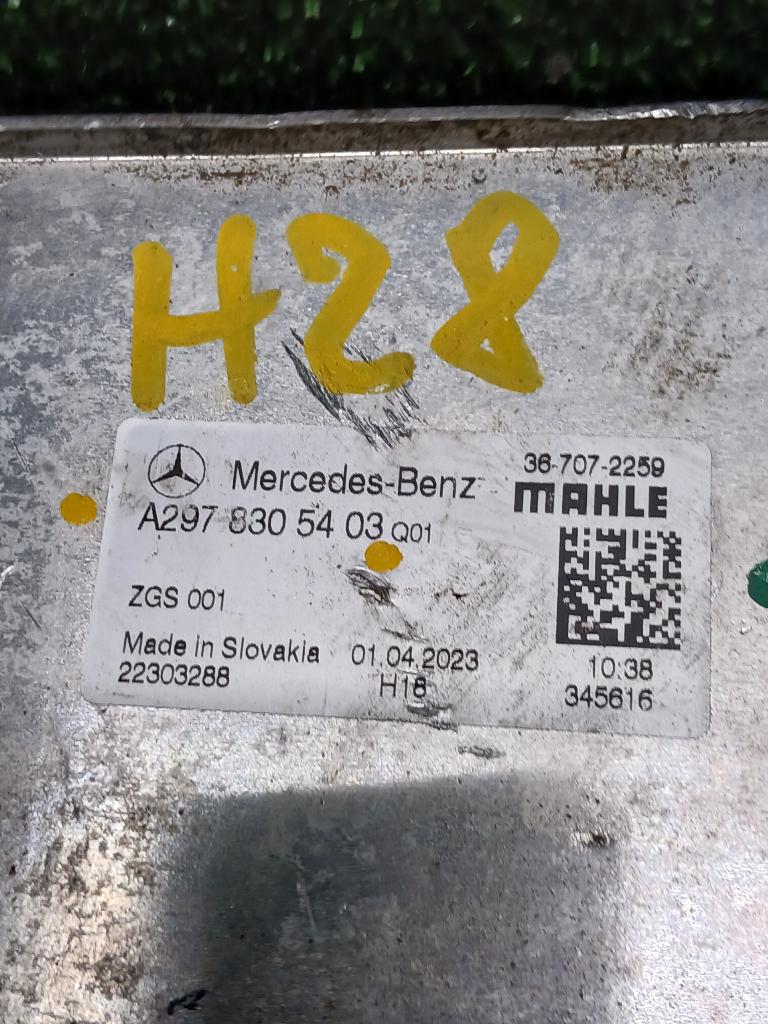 H28
36-707-2259
Mercedes-Benz
MAHLE
A297 830 54 03 Q01
ZGS 001
Made in Slovakia 01.04.2023 10:38
22303288 H18 345616